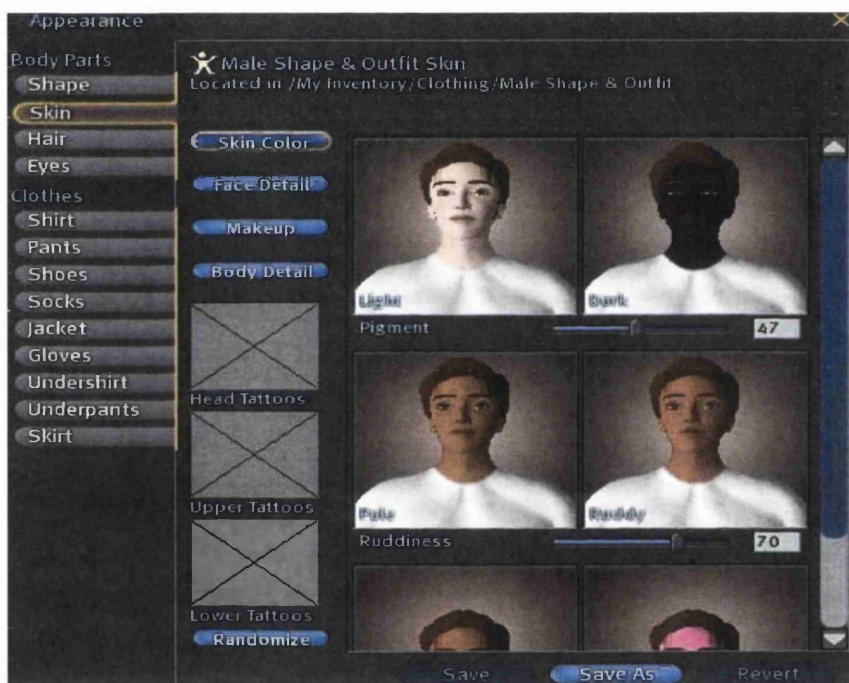 Appearance
Body Parts
Shape
Skin
Hair
Eyes
Clothes
Shirt
Pants
Shoes
Socks
Jacket
Gloves
Undershirt
Underpants
Skirt
Male Shape & Outfit Skin
Located in /My Inventory/Clothing/Male Shape & Outfit
Skin Color
Face Detail
Makeup
Body Detail
Head Tattoos
Upper Tattoos
Lower Tattoos
Randomize
Light
Dark
Pigment
47
Pale
Ruddy
Ruddiness
70
Save
Save As
Revert